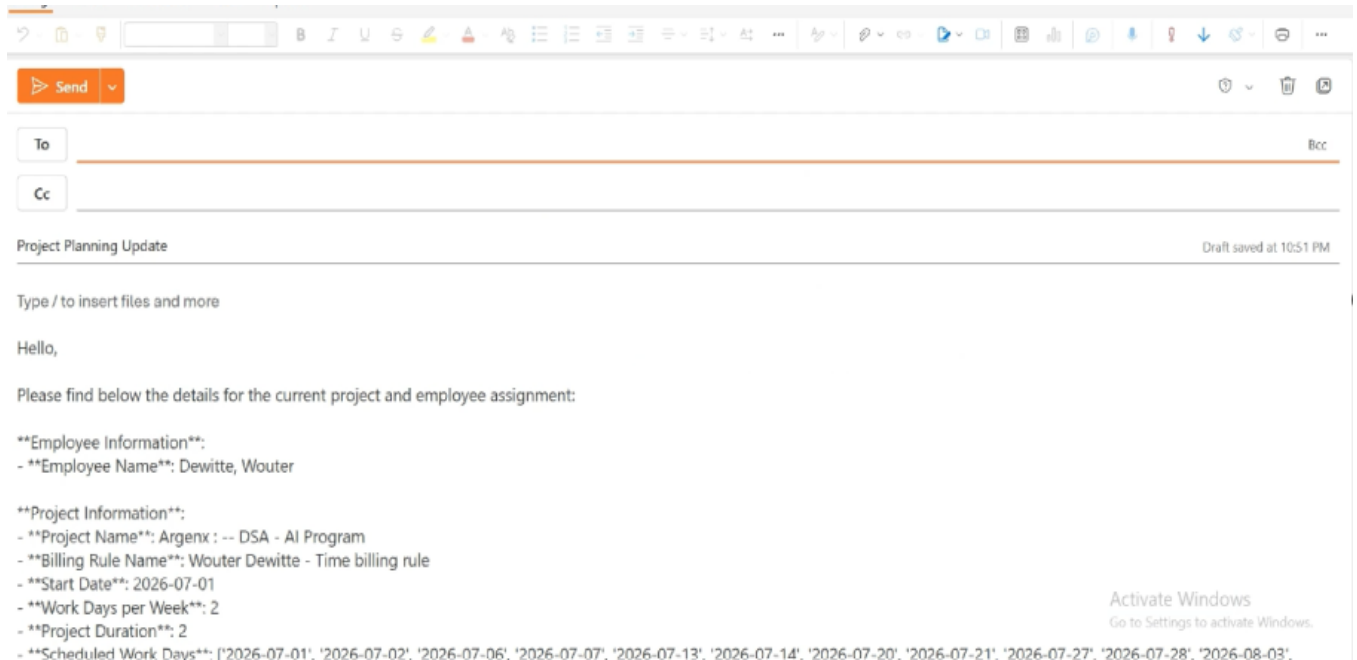 B I U S
Send
To
Bcc
Cc
Project Planning Update
Draft saved at 10:51 PM
Type / to insert files and more
Hello,
Please find below the details for the current project and employee assignment:
**Employee Information**:
- **Employee Name**: Dewitte, Wouter
**Project Information**:
- **Project Name**: Argenx : -- DSA - AI Program
- **Billing Rule Name**: Wouter Dewitte - Time billing rule
- **Start Date**: 2026-07-01
- **Work Days per Week**: 2
- **Project Duration**: 2
- **Scheduled Work Days**: ['2026-07-01', '2026-07-02', '2026-07-06', '2026-07-07', '2026-07-13', '2026-07-14', '2026-07-20', '2026-07-21', '2026-07-27', '2026-07-28', '2026-08-03',
Activate Windows
Go to Settings to activate Windows.